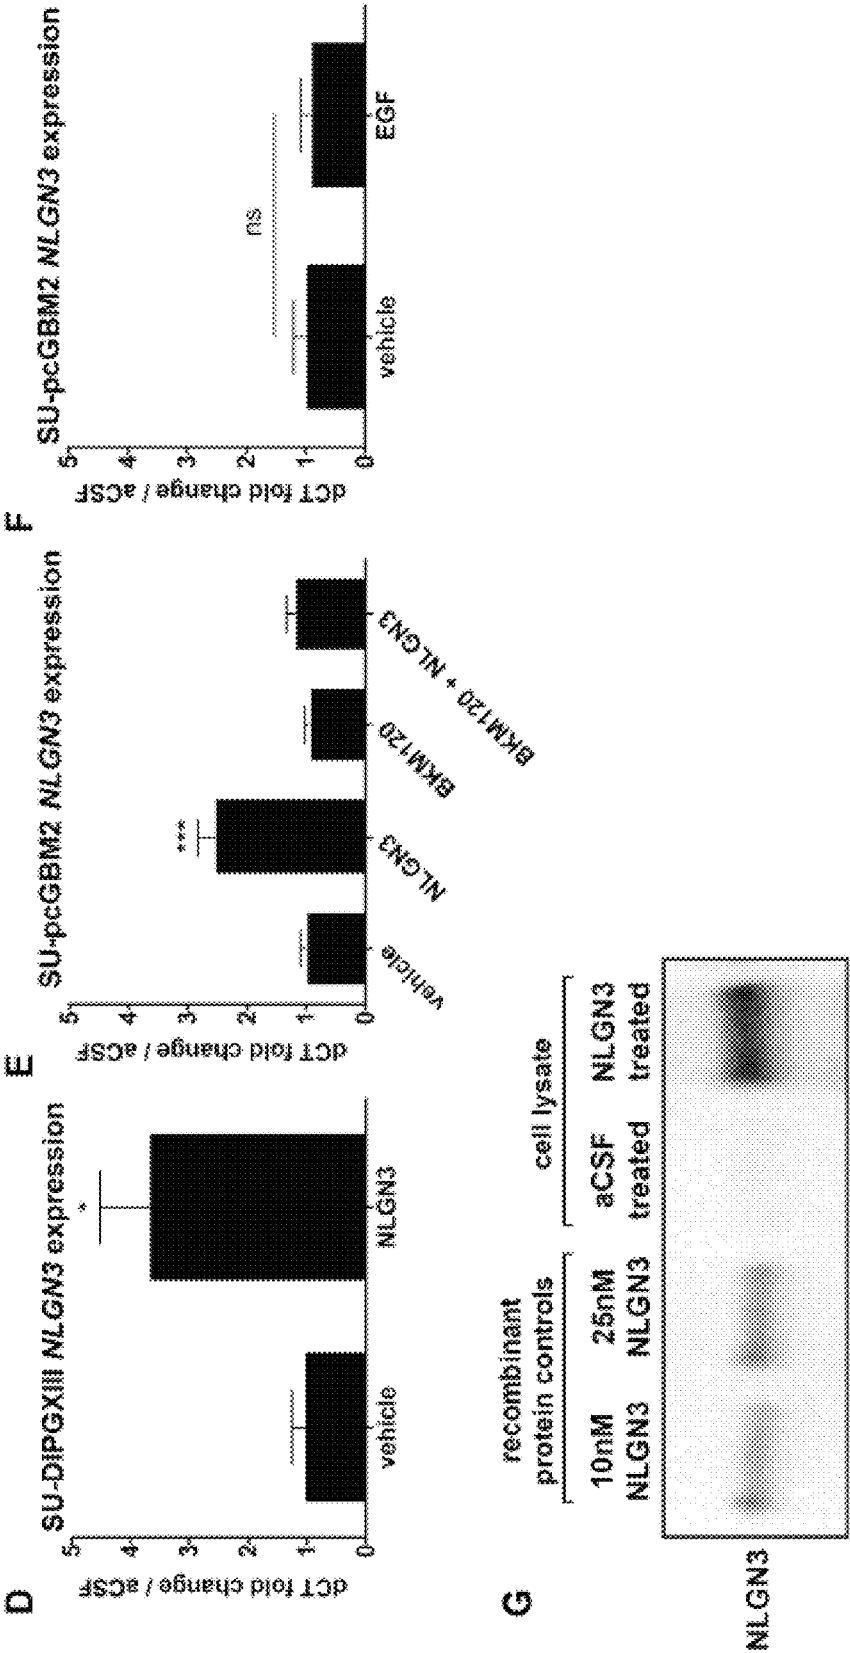 D
SU-DIPGXIII NLGN3 expression
dCT fold change / aCSF
5
4
3
2
1
0
*
vehicle
NLGN3
E
SU-pcGBM2 NLGN3 expression
dCT fold change / aCSF
5
4
3
2
1
0
***
vehicle
NLGN3
BKM120
BKM120 + NLGN3
F
SU-pcGBM2 NLGN3 expression
dCT fold change / aCSF
5
4
3
2
1
0
ns
vehicle
EGF
G
recombinant
protein controls
cell lysate
10nM
NLGN3
25nM
NLGN3
aCSF
treated
NLGN3
treated
NLGN3